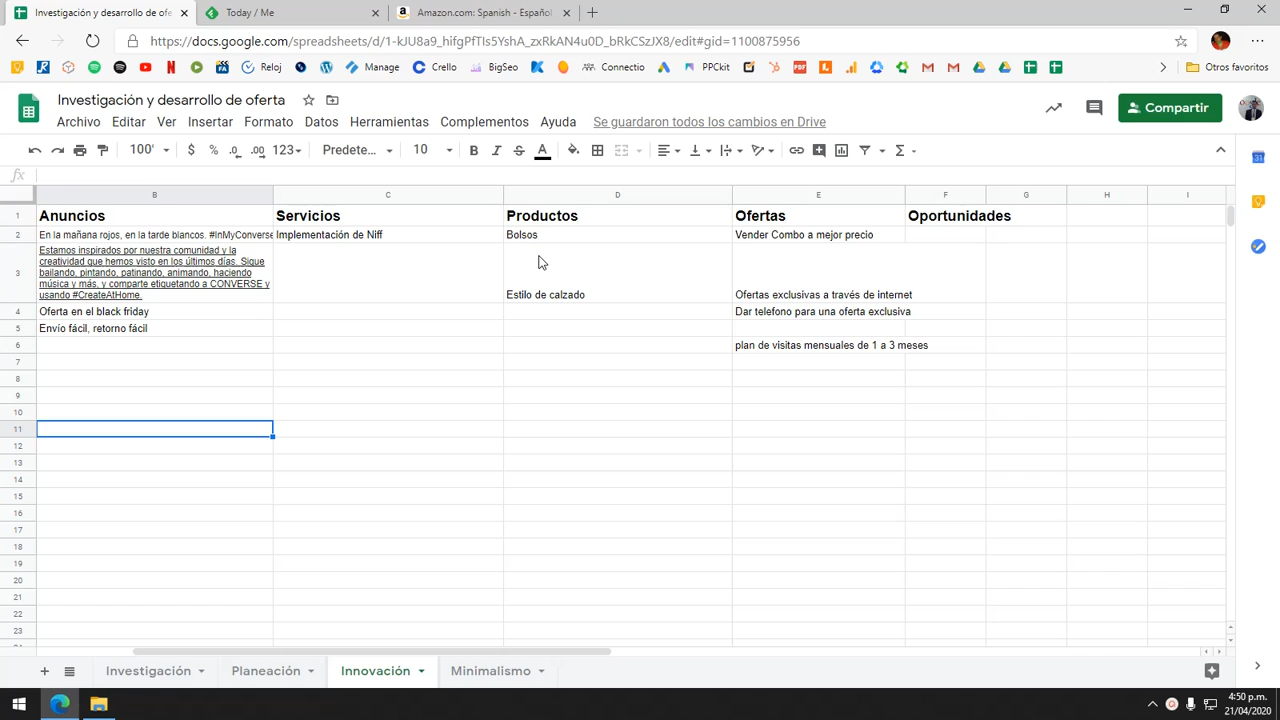 Investigación y desarrollo de ofe
Today / Me
Amazon.com: Spanish - Español
https://docs.google.com/spreadsheets/d/1-kJU8a9_hifgPfTIs5YshA_zxRkAN4u0D_bRkCSzJX8/edit#gid=1100875956
Reloj
Manage
Crello
BigSeo
Connectio
PPCkit
Otros favoritos
Investigación y desarrollo de oferta
Compartir
Archivo Editar Ver Insertar Formato Datos Herramientas Complementos Ayuda Se guardaron todos los cambios en Drive
100' $ % .0 .00 123 Predete... 10 B I S A Σ
fx
B C D E F G H I
1 Anuncios Servicios Productos Ofertas Oportunidades
2 En la mañana rojos, en la tarde blancos. #InMyConverse Implementación de Niff Bolsos Vender Combo a mejor precio
Estamos inspirados por nuestra comunidad y la
creatividad que hemos visto en los últimos días. Sigue
3 bailando, pintando, patinando, animando, haciendo
música y más, y comparte etiquetando a CONVERSE y
usando #CreateAtHome. Estilo de calzado Ofertas exclusivas a través de internet
4 Oferta en el black friday Dar telefono para una oferta exclusiva
5 Envío fácil, retorno fácil
6 plan de visitas mensuales de 1 a 3 meses
7
8
9
10
11
12
13
14
15
16
17
18
19
20
21
22
23
Investigación Planeación Innovación Minimalismo
4:50 p.m.
21/04/2020